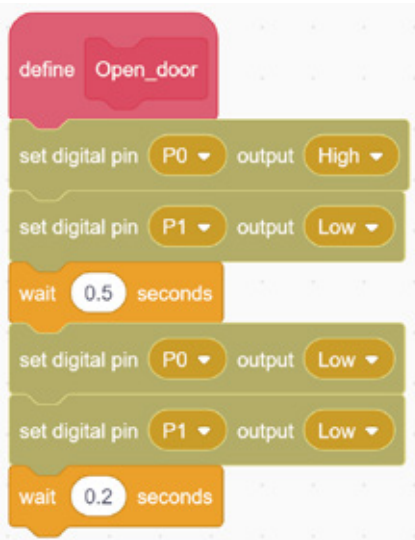 define Open_door
set digital pin P0 output High
set digital pin P1 output Low
wait 0.5 seconds
set digital pin P0 output Low
set digital pin P1 output Low
wait 0.2 seconds